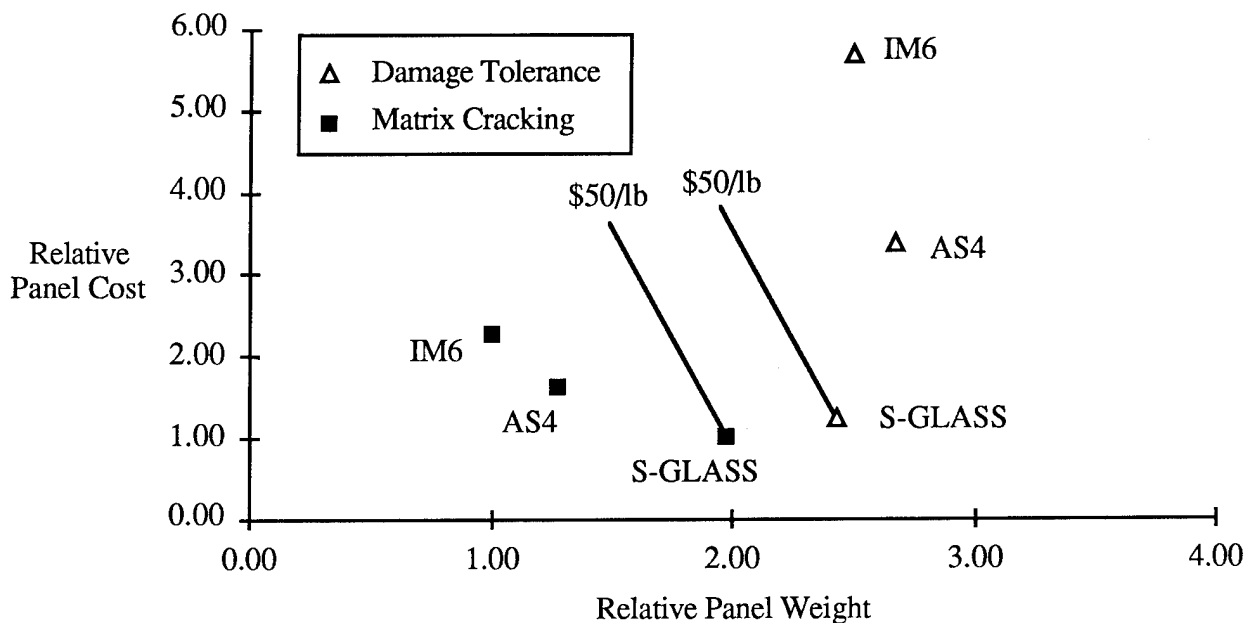 6.00
5.00
4.00
3.00
2.00
1.00
0.00
Relative
Panel Cost
Damage Tolerance
Matrix Cracking
IM6
$50/lb
$50/lb
AS4
IM6
AS4
S-GLASS
S-GLASS
0.00
1.00
2.00
3.00
4.00
Relative Panel Weight